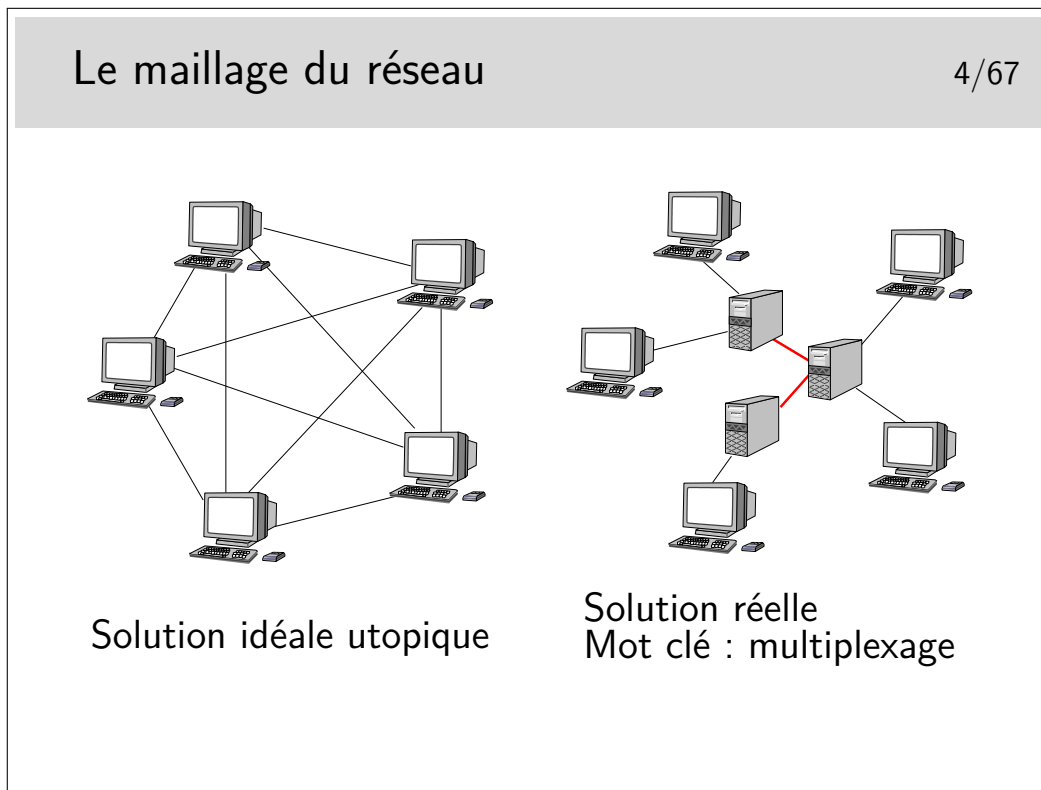 Le maillage du réseau
4/67
Solution idéale utopique
Solution réelle
Mot clé : multiplexage